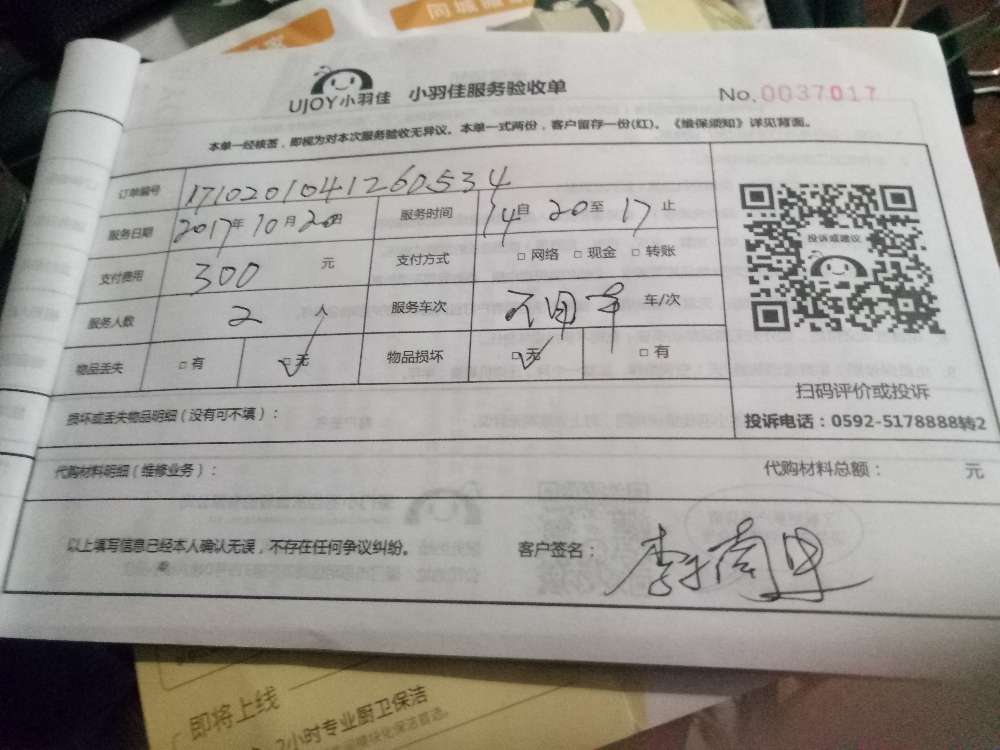 同城
UJOY小羽佳 小羽佳服务验收单 No.0037017
本单一经核签，即视为对本次服务验收无异议。本单一式两份，客户留存一份(红)。《维保须知》详见背面。
订单编号 171020104126053​4
服务日期 2017年10月20日 服务时间 14自20至17止
支付费用 300 元 支付方式 □网络 □现金 □转账
投诉或建议
服务人数 2 服务车次 不用车 车/次
物品丢失 □有 □无 物品损坏 □无 □有
扫码评价或投诉
损坏或丢失物品明细（没有可不填）：
投诉电话：0592-5178888转2
代购材料明细（维修业务）： 代购材料总额： 元
以上填写信息已经本人确认无误，不存在任何争议纠纷。 客户签名：
即将上线
2小时专业厨卫保洁